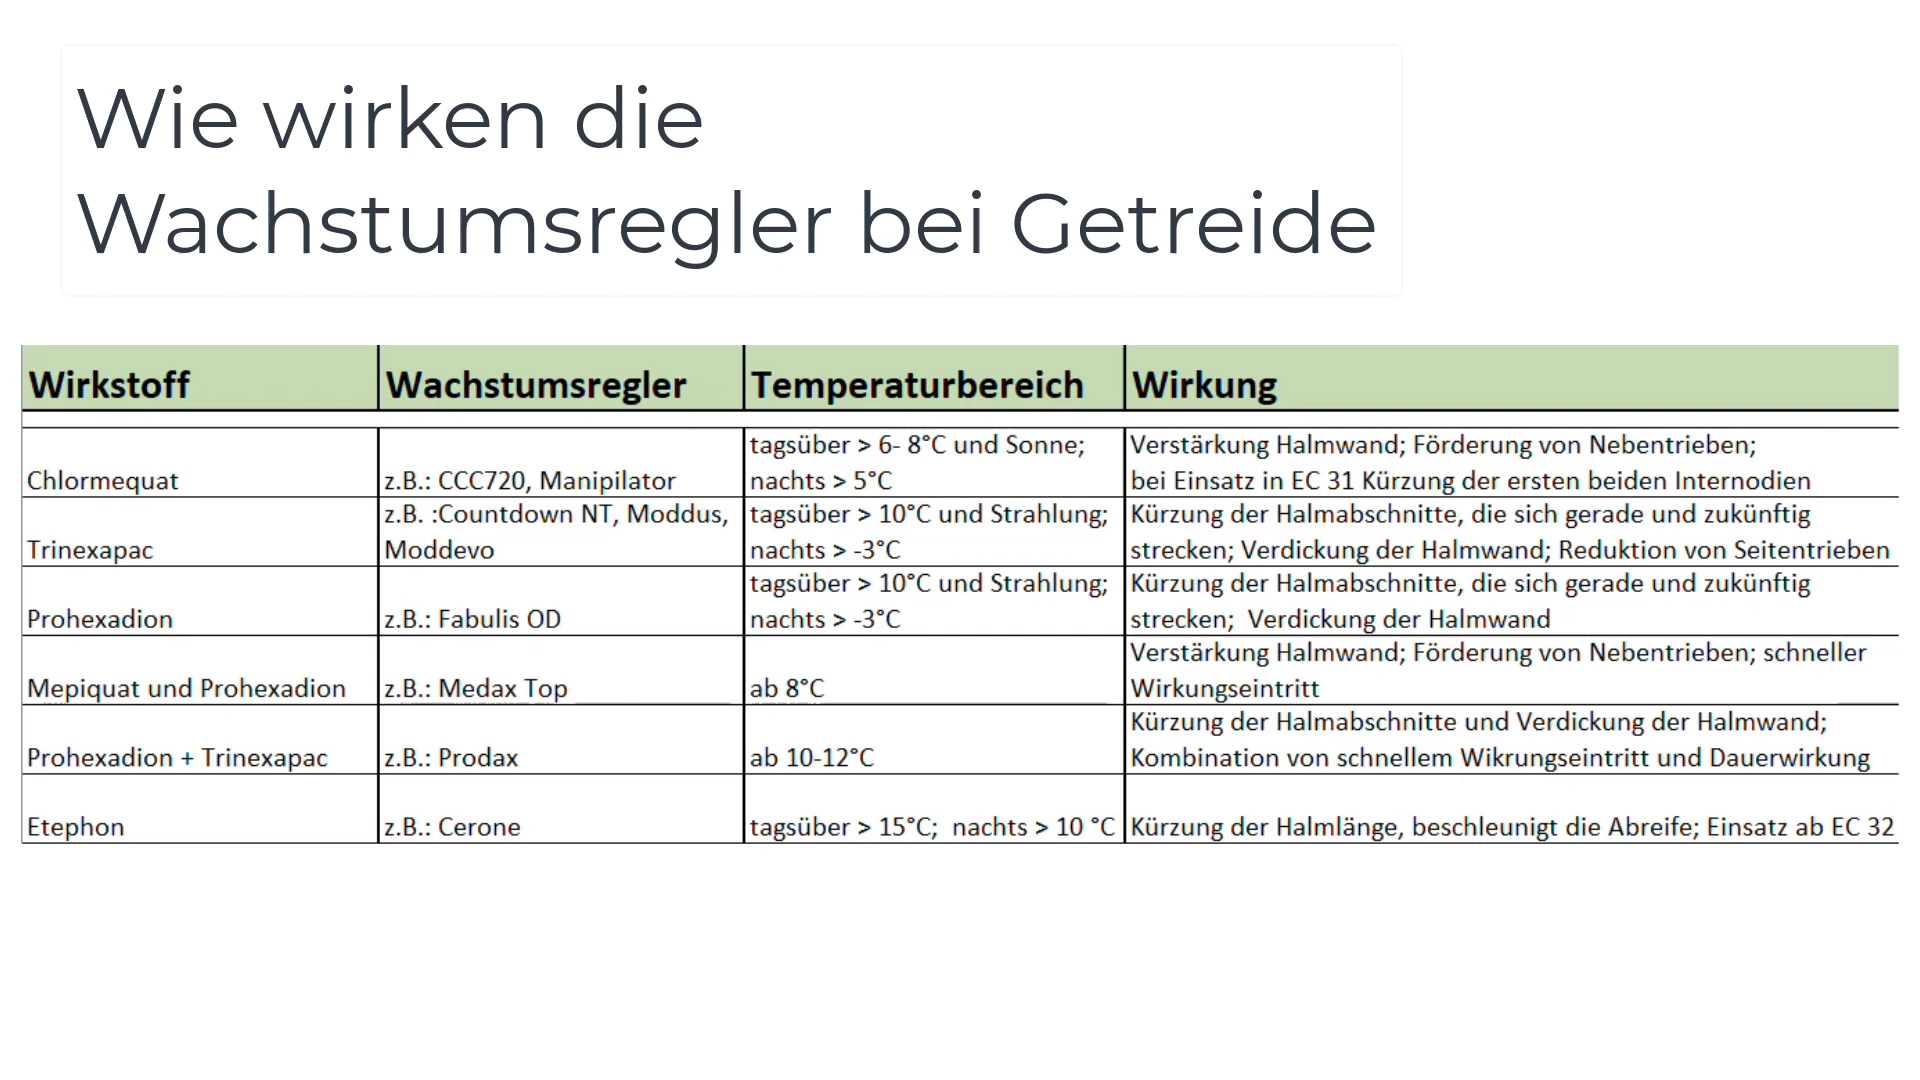 Wie wirken die
Wachstumsregler bei Getreide
Wirkstoff Wachstumsregler Temperaturbereich Wirkung
Chlormequat
z.B.: CCC720, Manipilator
tagsüber > 6- 8°C und Sonne;
nachts > 5°C
Verstärkung Halmwand; Förderung von Nebentrieben;
bei Einsatz in EC 31 Kürzung der ersten beiden Internodien
Trinexapac
z.B. :Countdown NT, Moddus,
Moddevo
tagsüber > 10°C und Strahlung;
nachts > -3°C
Kürzung der Halmabschnitte, die sich gerade und zukünftig
strecken; Verdickung der Halmwand; Reduktion von Seitentrieben
Prohexadion
z.B.: Fabulis OD
tagsüber > 10°C und Strahlung;
nachts > -3°C
Kürzung der Halmabschnitte, die sich gerade und zukünftig
strecken;  Verdickung der Halmwand
Mepiquat und Prohexadion
z.B.: Medax Top
ab 8°C
Verstärkung Halmwand; Förderung von Nebentrieben; schneller
Wirkungseintritt
Prohexadion + Trinexapac
z.B.: Prodax
ab 10-12°C
Kürzung der Halmabschnitte und Verdickung der Halmwand;
Kombination von schnellem Wikrungseintritt und Dauerwirkung
Etephon
z.B.: Cerone
tagsüber > 15°C;  nachts > 10 °C
Kürzung der Halmlänge, beschleunigt die Abreife; Einsatz ab EC 32